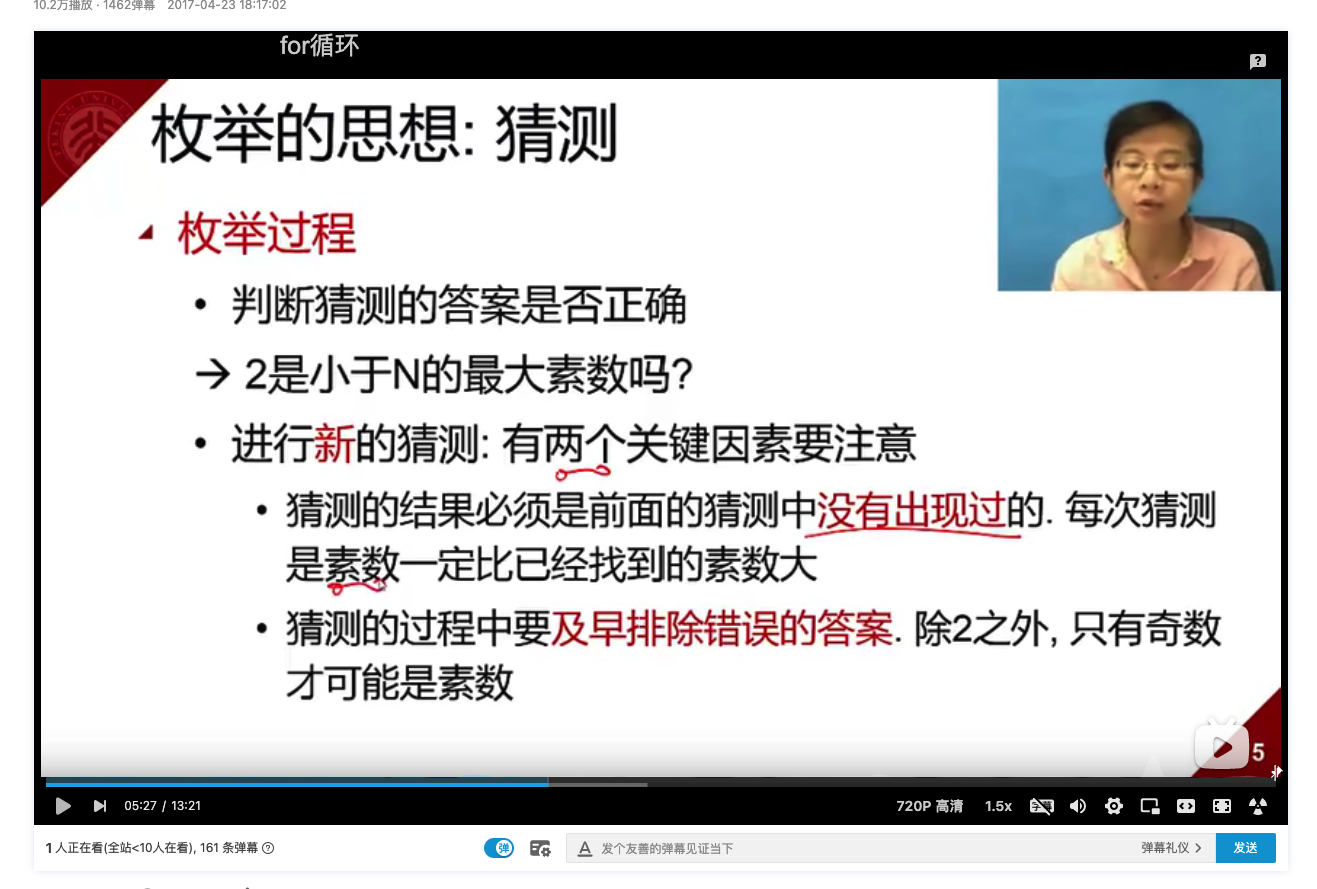 10.2万播放 · 1462弹幕 2017-04-23 18:17:02
for循环
枚举的思想: 猜测
枚举过程
• 判断猜测的答案是否正确
→ 2是小于N的最大素数吗?
• 进行新的猜测: 有两个关键因素要注意
• 猜测的结果必须是前面的猜测中没有出现过的. 每次猜测
是素数一定比已经找到的素数大
• 猜测的过程中要及早排除错误的答案. 除2之外, 只有奇数
才可能是素数
5
05:27 / 13:21
720P 高清
1.5x
1 人正在看(全站<10人在看), 161 条弹幕
弹
发个友善的弹幕见证当下
弹幕礼仪 >
发送